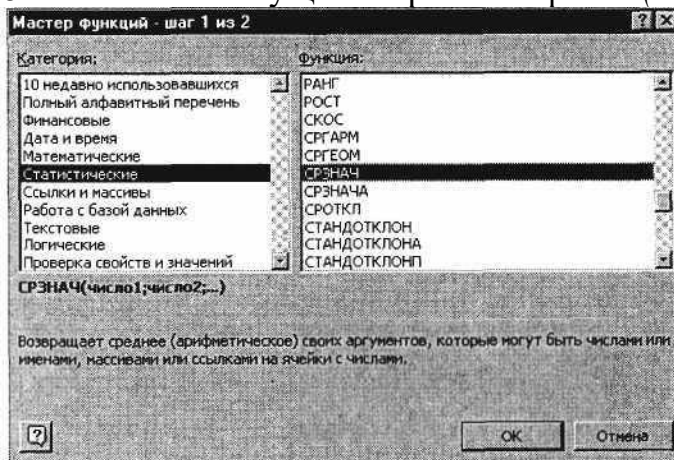 Мастер функций - шаг 1 из 2
Категория:
Функция:
10 недавно использовавшихся
Полный алфавитный перечень
Финансовые
Дата и время
Математические
Статистические
Ссылки и массивы
Работа с базой данных
Текстовые
Логические
Проверка свойств и значений
РАНГ
РОСТ
СКОС
СРГАРМ
СРГЕОМ
СРЗНАЧ
СРЗНАЧА
СРОТКЛ
СТАНДОТКЛОН
СТАНДОТКЛОНА
СТАНДОТКЛОНП
СРЗНАЧ(число1;число2;...)
Возвращает среднее (арифметическое) своих аргументов, которые могут быть числами или
именами, массивами или ссылками на ячейки с числами.
ОК
Отмена